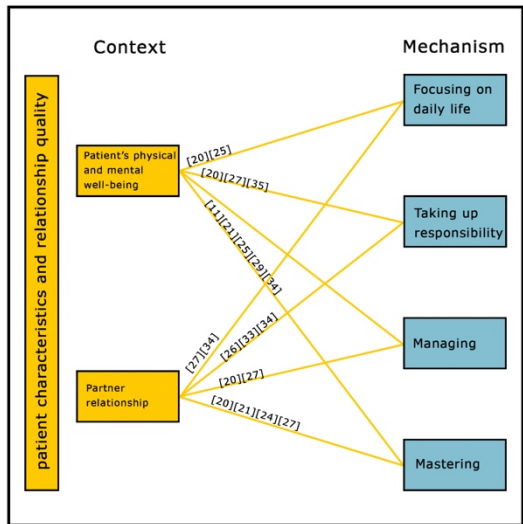 Context
Mechanism
patient characteristics and relationship quality
Patient's physical
and mental
well-being
Partner
relationship
[20][25]
[20][27][35]
[11][21][25][29][34]
[27][34]
[26][33][34]
[20][27]
[20][21][24][27]
Focusing on
daily life
Taking up
responsibility
Managing
Mastering